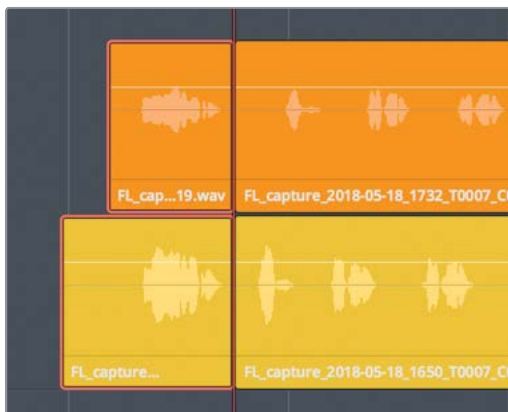 FL_cap...19.wav
FL_capture_2018-05-18_1732_T0007_C
FL_capture...
FL_capture_2018-05-18_1650_T0007_C